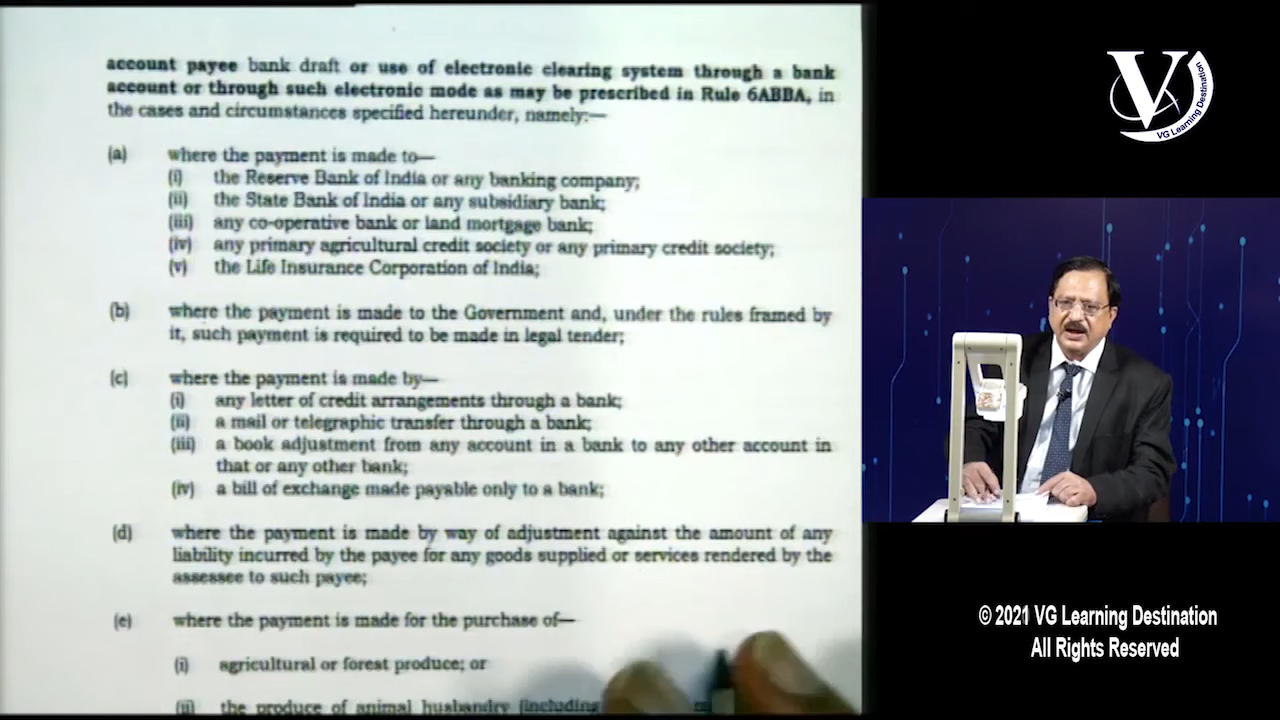 account payee bank draft or use of electronic clearing system through a bank
account or through such electronic mode as may be prescribed in Rule 6ABBA, in
the cases and circumstances specified hereunder, namely:—
(a) where the payment is made to—
(i) the Reserve Bank of India or any banking company;
(ii) the State Bank of India or any subsidiary bank;
(iii) any co-operative bank or land mortgage bank;
(iv) any primary agricultural credit society or any primary credit society;
(v) the Life Insurance Corporation of India;
(b) where the payment is made to the Government and, under the rules framed by
it, such payment is required to be made in legal tender;
(c) where the payment is made by—
(i) any letter of credit arrangements through a bank;
(ii) a mail or telegraphic transfer through a bank;
(iii) a book adjustment from any account in a bank to any other account in
that or any other bank;
(iv) a bill of exchange made payable only to a bank;
(d) where the payment is made by way of adjustment against the amount of any
liability incurred by the payee for any goods supplied or services rendered by the
assessee to such payee;
(e) where the payment is made for the purchase of—
(i) agricultural or forest produce; or
(ii) the produce of animal husbandry (including
V
VG Learning Destination
© 2021 VG Learning Destination
All Rights Reserved